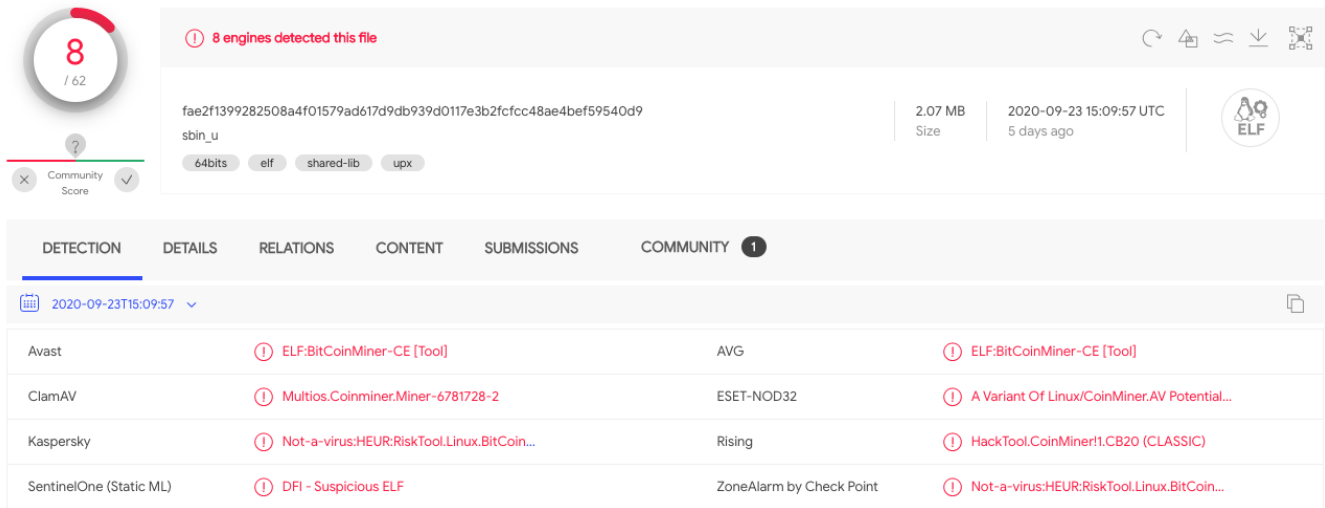 8
/ 62
?
Community
Score
8 engines detected this file
fae2f1399282508a4f01579ad617d9db939d0117e3b2fcfcc48ae4bef59540d9
sbin_u
64bits elf shared-lib upx
2.07 MB
Size
2020-09-23 15:09:57 UTC
5 days ago
ELF
DETECTION DETAILS RELATIONS CONTENT SUBMISSIONS COMMUNITY 1
2020-09-23T15:09:57
Avast ELF:BitCoinMiner-CE [Tool] AVG ELF:BitCoinMiner-CE [Tool]
ClamAV Multios.Coinminer.Miner-6781728-2 ESET-NOD32 A Variant Of Linux/CoinMiner.AV Potential...
Kaspersky Not-a-virus:HEUR:RiskTool.Linux.BitCoin... Rising HackTool.CoinMiner!1.CB20 (CLASSIC)
SentinelOne (Static ML) DFI - Suspicious ELF ZoneAlarm by Check Point Not-a-virus:HEUR:RiskTool.Linux.BitCoin...